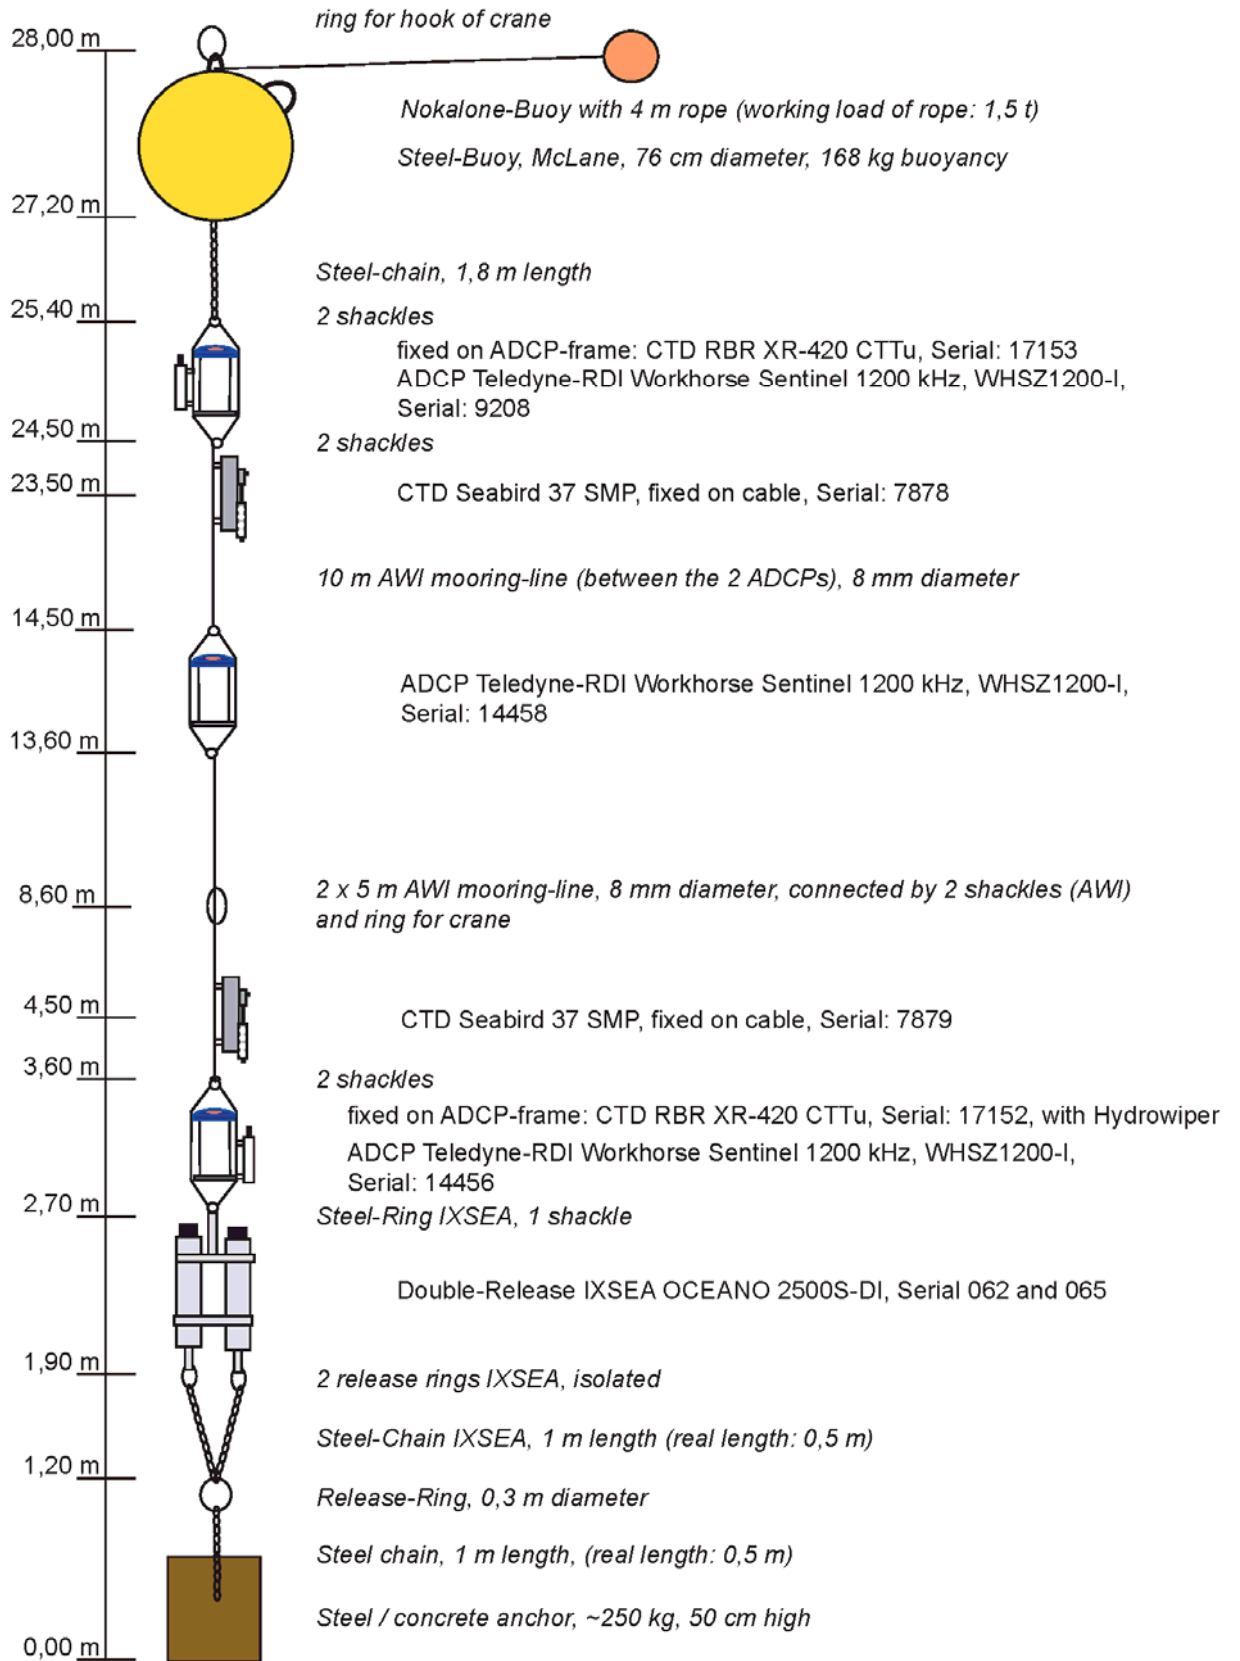 ring for hook of crane
28,00 m
Nokalone-Buoy with 4 m rope (working load of rope: 1,5 t)
Steel-Buoy, McLane, 76 cm diameter, 168 kg buoyancy
27,20 m
Steel-chain, 1,8 m length
25,40 m
2 shackles
fixed on ADCP-frame: CTD RBR XR-420 CTTu, Serial: 17153
ADCP Teledyne-RDI Workhorse Sentinel 1200 kHz, WHSZ1200-I,
Serial: 9208
24,50 m
2 shackles
23,50 m
CTD Seabird 37 SMP, fixed on cable, Serial: 7878
10 m AWI mooring-line (between the 2 ADCPs), 8 mm diameter
14,50 m
ADCP Teledyne-RDI Workhorse Sentinel 1200 kHz, WHSZ1200-I,
Serial: 14458
13,60 m
8,60 m
2 x 5 m AWI mooring-line, 8 mm diameter, connected by 2 shackles (AWI)
and ring for crane
4,50 m
CTD Seabird 37 SMP, fixed on cable, Serial: 7879
3,60 m
2 shackles
fixed on ADCP-frame: CTD RBR XR-420 CTTu, Serial: 17152, with Hydrowiper
ADCP Teledyne-RDI Workhorse Sentinel 1200 kHz, WHSZ1200-I,
Serial: 14456
2,70 m
Steel-Ring IXSEA, 1 shackle
Double-Release IXSEA OCEANO 2500S-DI, Serial 062 and 065
1,90 m
2 release rings IXSEA, isolated
Steel-Chain IXSEA, 1 m length (real length: 0,5 m)
1,20 m
Release-Ring, 0,3 m diameter
Steel chain, 1 m length, (real length: 0,5 m)
Steel / concrete anchor, ~250 kg, 50 cm high
0,00 m